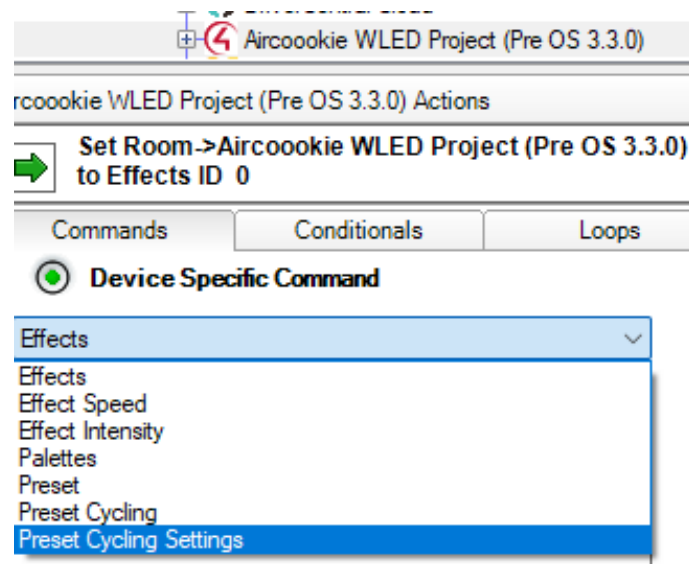 Aircoookie WLED Project (Pre OS 3.3.0)
rcoookie WLED Project (Pre OS 3.3.0) Actions
Set Room->Aircoookie WLED Project (Pre OS 3.3.0)
to Effects ID 0
Commands Conditionals Loops
Device Specific Command
Effects
Effects
Effect Speed
Effect Intensity
Palettes
Preset
Preset Cycling
Preset Cycling Settings